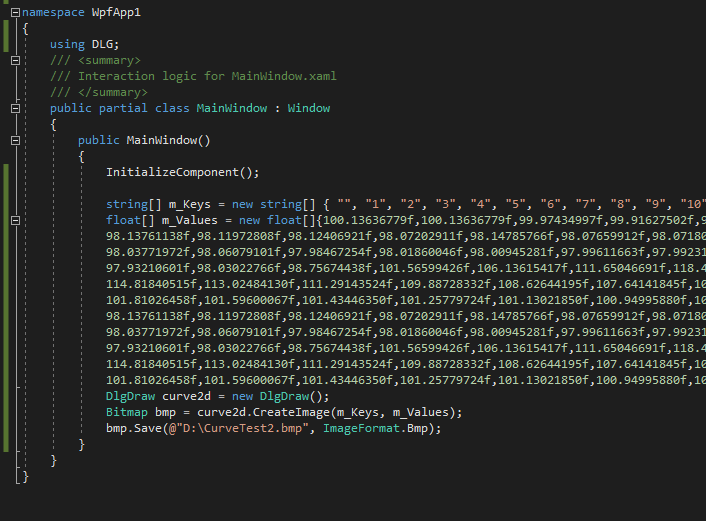 namespace WpfApp1
{
using DLG;
/// <summary>
/// Interaction logic for MainWindow.xaml
/// </summary>
public partial class MainWindow : Window
{
public MainWindow()
{
InitializeComponent();
string[] m_Keys = new string[] { "", "1", "2", "3", "4", "5", "6", "7", "8", "9", "10"
float[] m_Values = new float[]{100.13636779f,100.13636779f,99.97434997f,99.91627502f,9
98.13761138f,98.11972808f,98.12406921f,98.07202911f,98.14785766f,98.07659912f,98.07180
98.03771972f,98.06079101f,97.98467254f,98.01860046f,98.00945281f,97.99611663f,97.99231
97.93210601f,98.03022766f,98.75674438f,101.56599426f,106.13615417f,111.65046691f,118.4
114.81840515f,113.02484130f,111.29143524f,109.88728332f,108.62644195f,107.64141845f,10
101.81026458f,101.59600067f,101.43446350f,101.25779724f,101.13021850f,100.94995880f,10
98.13761138f,98.11972808f,98.12406921f,98.07202911f,98.14785766f,98.07659912f,98.07180
98.03771972f,98.06079101f,97.98467254f,98.01860046f,98.00945281f,97.99611663f,97.99231
97.93210601f,98.03022766f,98.75674438f,101.56599426f,106.13615417f,111.65046691f,118.4
114.81840515f,113.02484130f,111.29143524f,109.88728332f,108.62644195f,107.64141845f,10
101.81026458f,101.59600067f,101.43446350f,101.25779724f,101.13021850f,100.94995880f,10
DlgDraw curve2d = new DlgDraw();
Bitmap bmp = curve2d.CreateImage(m_Keys, m_Values);
bmp.Save(@"D:\CurveTest2.bmp", ImageFormat.Bmp);
}
}
}